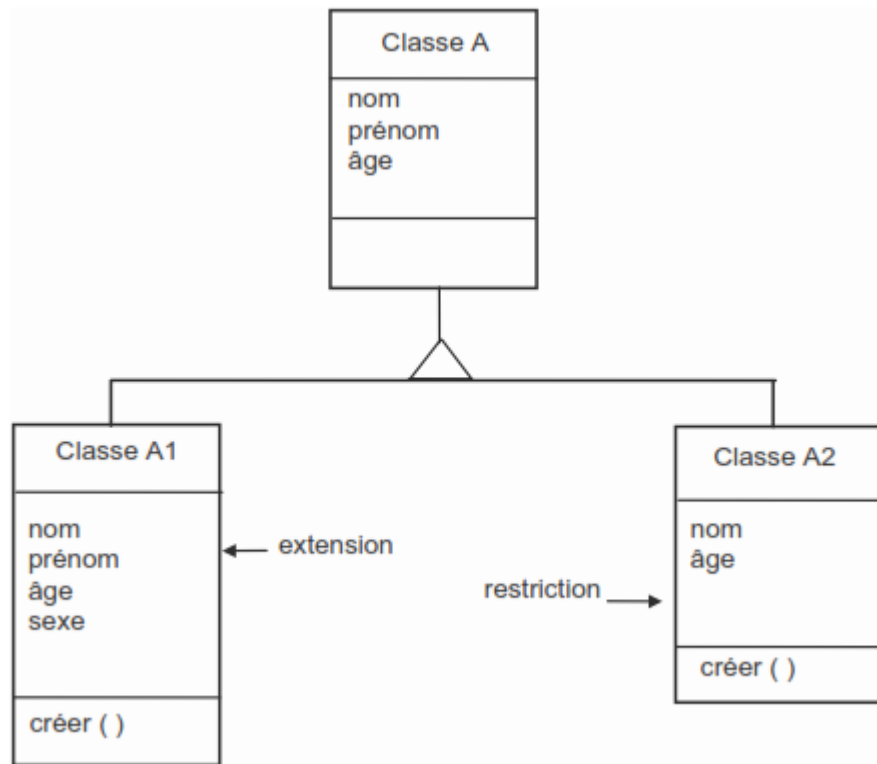 Classe A
nom
prénom
âge
Classe A1
nom
prénom
âge
sexe
créer ( )
extension
restriction
Classe A2
nom
âge
créer ( )